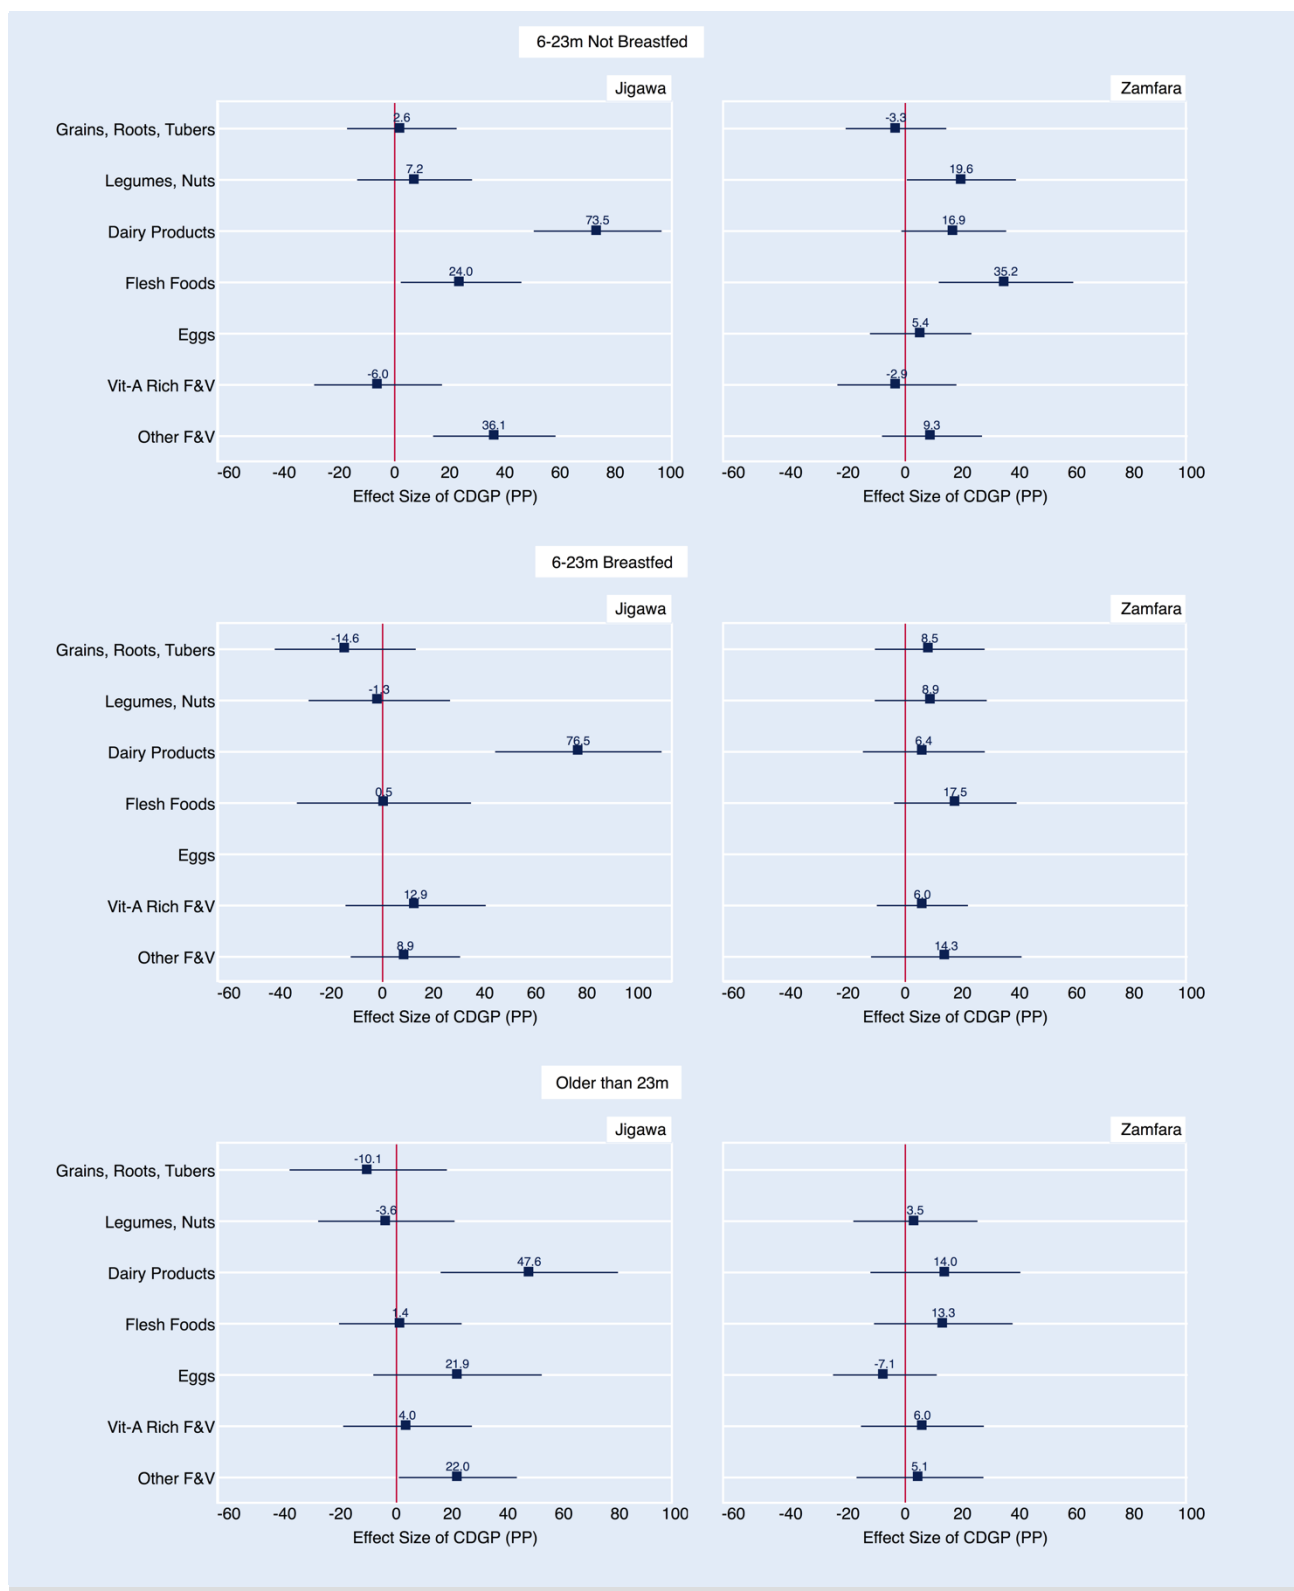 6-23m Not Breastfed
Jigawa
Zamfara
Grains, Roots, Tubers
2.6
-3.3
Legumes, Nuts
7.2
19.6
Dairy Products
73.5
16.9
Flesh Foods
24.0
35.2
Eggs
5.4
Vit-A Rich F&V
-6.0
-2.9
Other F&V
36.1
9.3
-60 -40 -20 0 20 40 60 80 100
-60 -40 -20 0 20 40 60 80 100
Effect Size of CDGP (PP)
Effect Size of CDGP (PP)
6-23m Breastfed
Jigawa
Zamfara
Grains, Roots, Tubers
-14.6
8.5
Legumes, Nuts
-1.3
8.9
Dairy Products
76.5
6.4
Flesh Foods
0.5
17.5
Eggs
Vit-A Rich F&V
12.9
6.0
Other F&V
8.9
14.3
-60 -40 -20 0 20 40 60 80 100
-60 -40 -20 0 20 40 60 80 100
Effect Size of CDGP (PP)
Effect Size of CDGP (PP)
Older than 23m
Jigawa
Zamfara
Grains, Roots, Tubers
-10.1
Legumes, Nuts
-3.6
3.5
Dairy Products
47.6
14.0
Flesh Foods
1.4
13.3
Eggs
21.9
-7.1
Vit-A Rich F&V
4.0
6.0
Other F&V
22.0
5.1
-60 -40 -20 0 20 40 60 80 100
-60 -40 -20 0 20 40 60 80 100
Effect Size of CDGP (PP)
Effect Size of CDGP (PP)